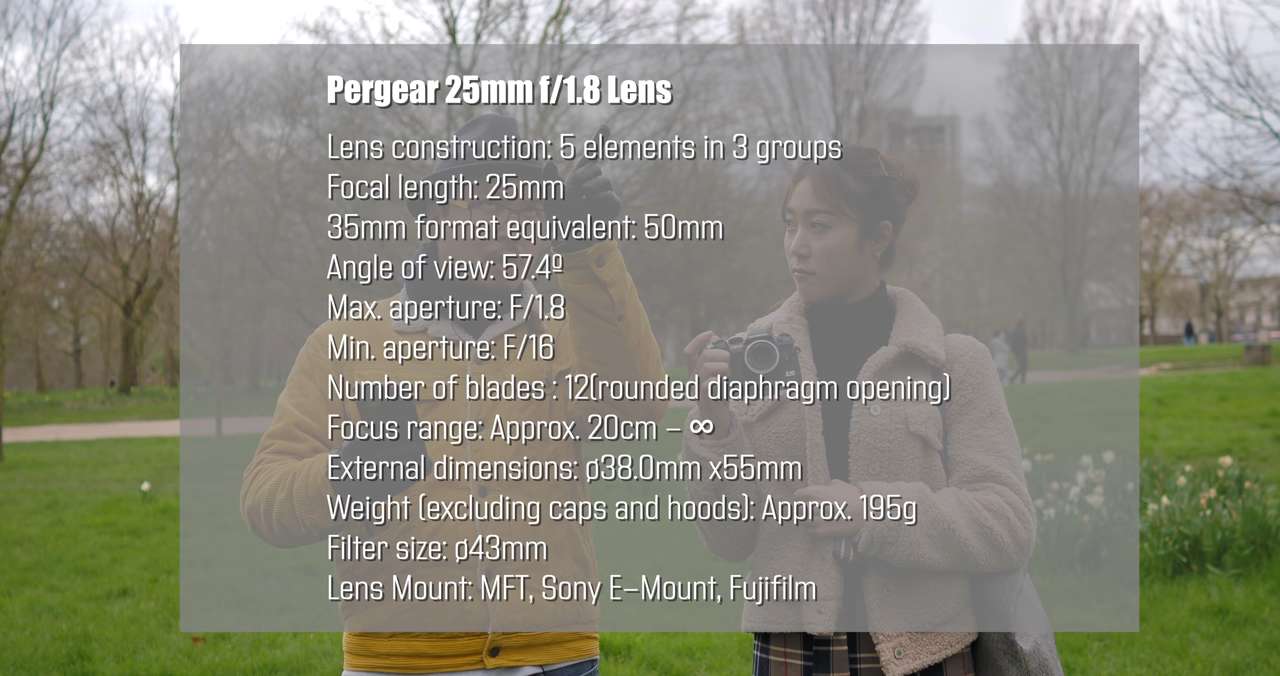 Pergear 25mm f/1.8 Lens
Lens construction: 5 elements in 3 groups
Focal length: 25mm
35mm format equivalent: 50mm
Angle of view: 57.4º
Max. aperture: F/1.8
Min. aperture: F/16
Number of blades : 12(rounded diaphragm opening)
Focus range: Approx. 20cm – ∞
External dimensions: ø38.0mm x55mm
Weight (excluding caps and hoods): Approx. 195g
Filter size: ø43mm
Lens Mount: MFT, Sony E–Mount, Fujifilm